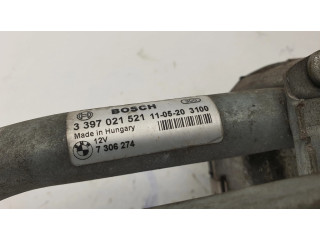 BOSCH
3 397 021 521 11-05-20 3100
Made in Hungary
12V
7 306 274